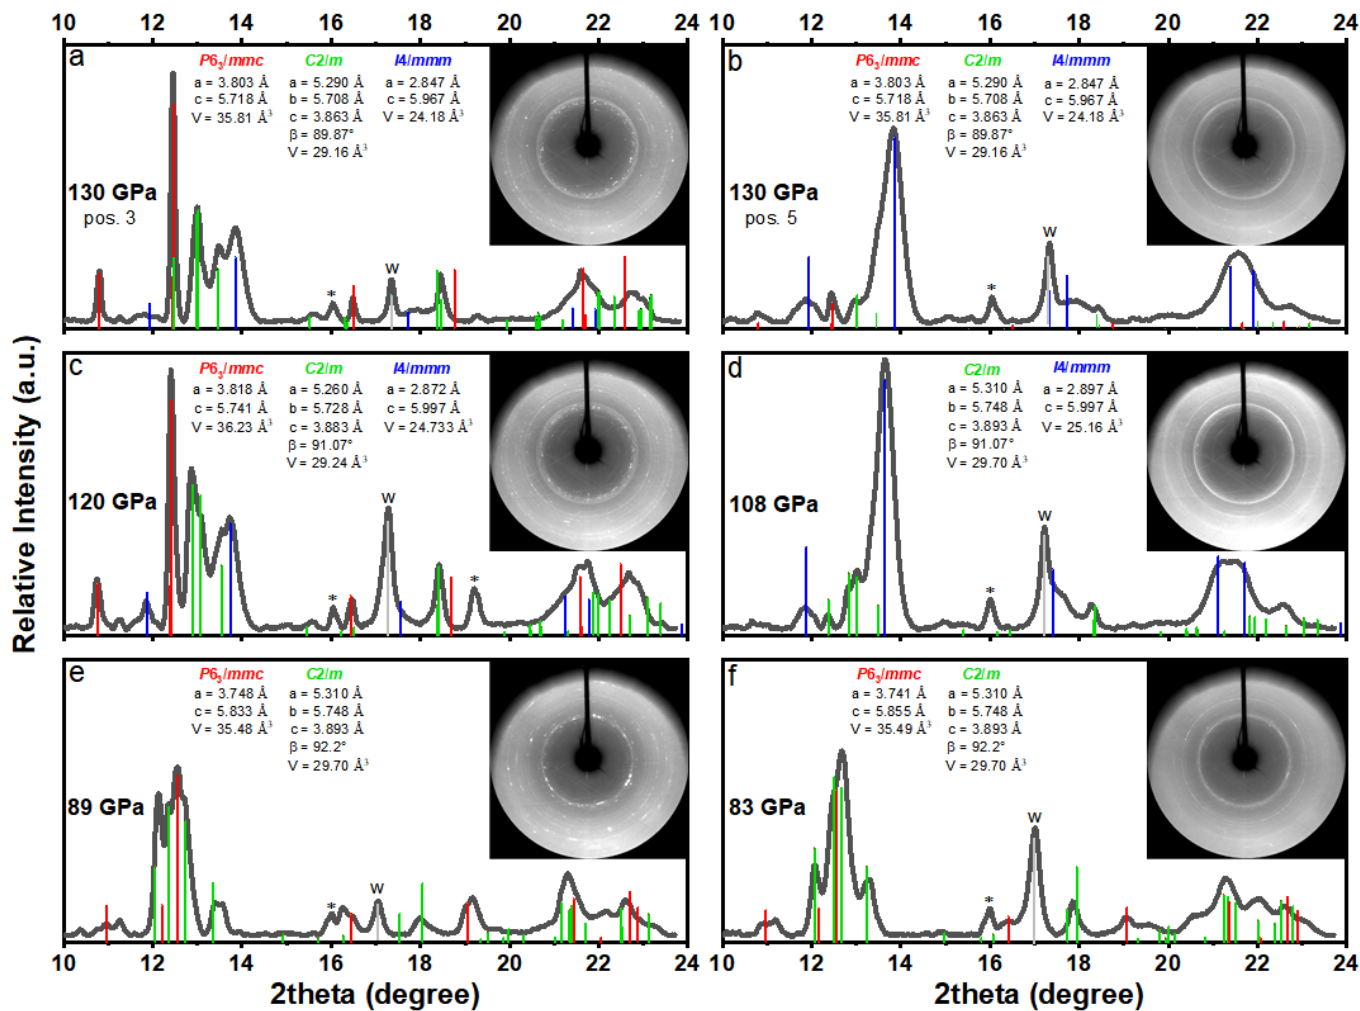 10 12 14 16 18 20 22 24
10 12 14 16 18 20 22 24
Relative Intensity (a.u.)
a
P6₃/mmc C2/m I4/mmm
a = 3.803 Å a = 5.290 Å a = 2.847 Å
c = 5.718 Å b = 5.708 Å c = 5.967 Å
V = 35.81 Å³ c = 3.863 Å V = 24.18 Å³
β = 89.87°
V = 29.16 Å³
130 GPa
pos. 3
* W
b
P6₃/mmc C2/m I4/mmm
a = 3.803 Å a = 5.290 Å a = 2.847 Å
c = 5.718 Å b = 5.708 Å c = 5.967 Å
V = 35.81 Å³ c = 3.863 Å V = 24.18 Å³
β = 89.87°
V = 29.16 Å³
130 GPa
pos. 5
* W
c
P6₃/mmc C2/m I4/mmm
a = 3.818 Å a = 5.260 Å a = 2.872 Å
c = 5.741 Å b = 5.728 Å c = 5.997 Å
V = 36.23 Å³ c = 3.883 Å V = 24.733 Å³
β = 91.07°
V = 29.24 Å³
120 GPa
* W *
d
C2/m I4/mmm
a = 5.310 Å a = 2.897 Å
b = 5.748 Å c = 5.997 Å
c = 3.893 Å V = 25.16 Å³
β = 91.07°
V = 29.70 Å³
108 GPa
* W
e
P6₃/mmc C2/m
a = 3.748 Å a = 5.310 Å
c = 5.833 Å b = 5.748 Å
V = 35.48 Å³ c = 3.893 Å
β = 92.2°
V = 29.70 Å³
89 GPa
* W
f
P6₃/mmc C2/m
a = 3.741 Å a = 5.310 Å
c = 5.855 Å b = 5.748 Å
V = 35.49 Å³ c = 3.893 Å
β = 92.2°
V = 29.70 Å³
83 GPa
* W
10 12 14 16 18 20 22 24
10 12 14 16 18 20 22 24
2theta (degree)
2theta (degree)